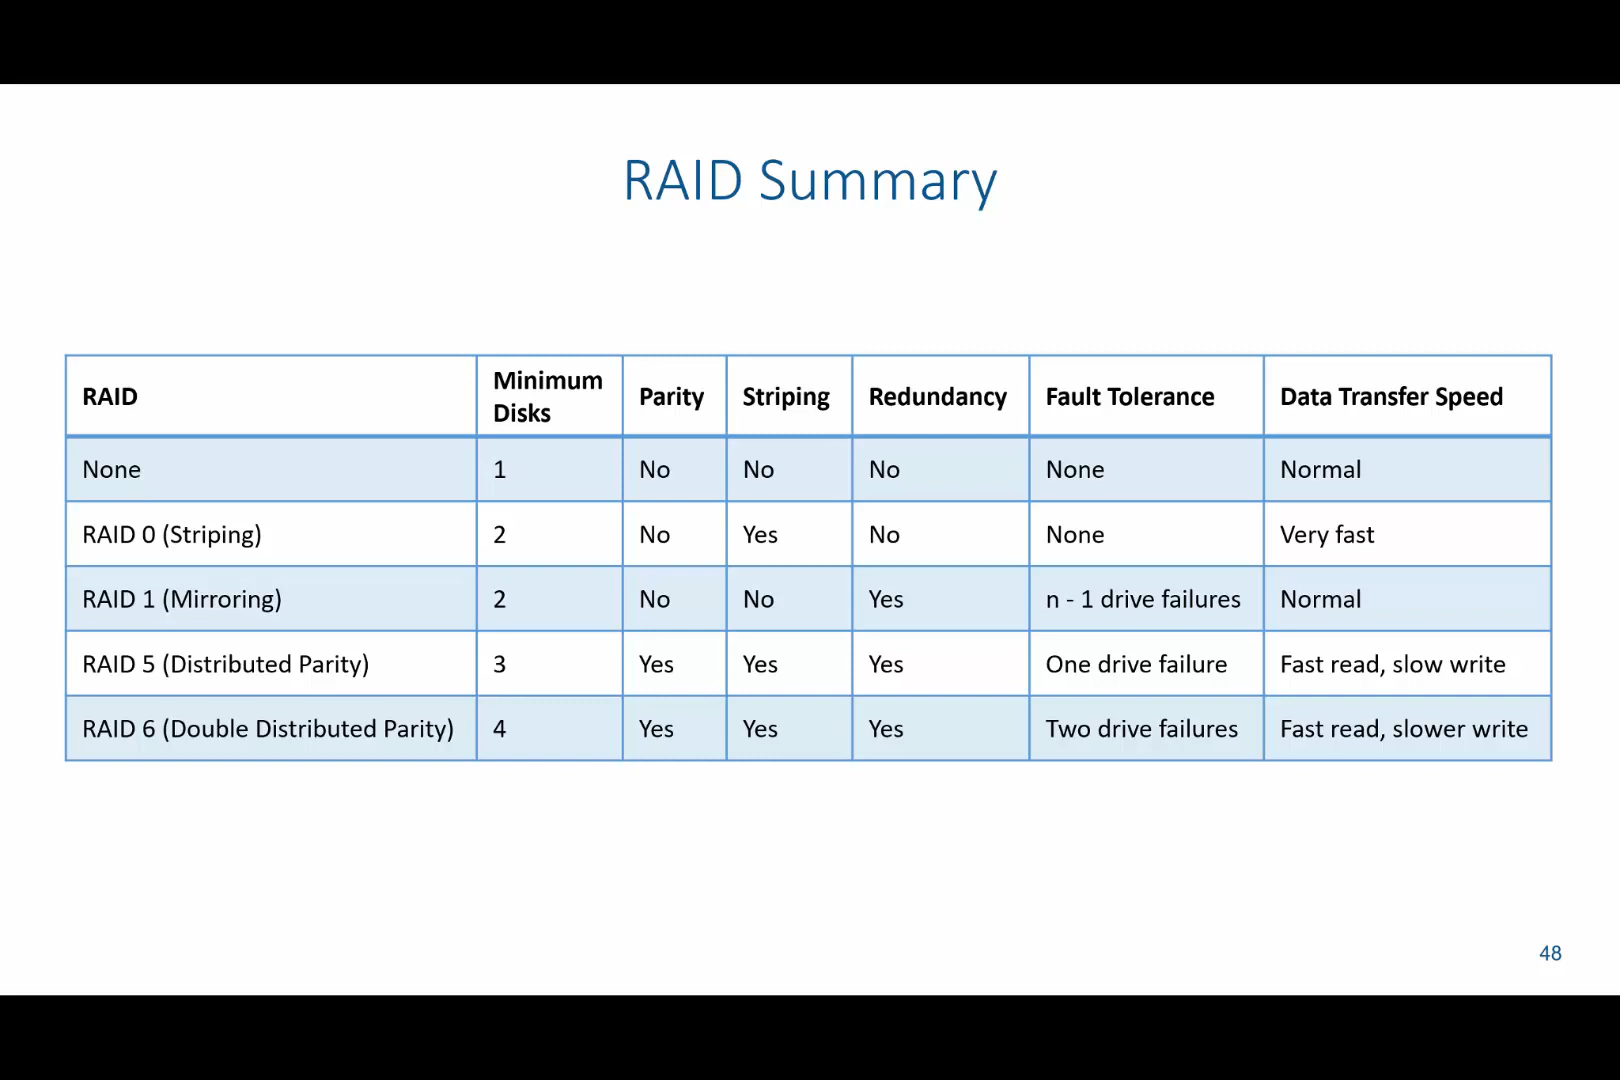 RAID Summary
RAID Minimum Disks Parity Striping Redundancy Fault Tolerance Data Transfer Speed
None 1 No No No None Normal
RAID 0 (Striping) 2 No Yes No None Very fast
RAID 1 (Mirroring) 2 No No Yes n - 1 drive failures Normal
RAID 5 (Distributed Parity) 3 Yes Yes Yes One drive failure Fast read, slow write
RAID 6 (Double Distributed Parity) 4 Yes Yes Yes Two drive failures Fast read, slower write
48